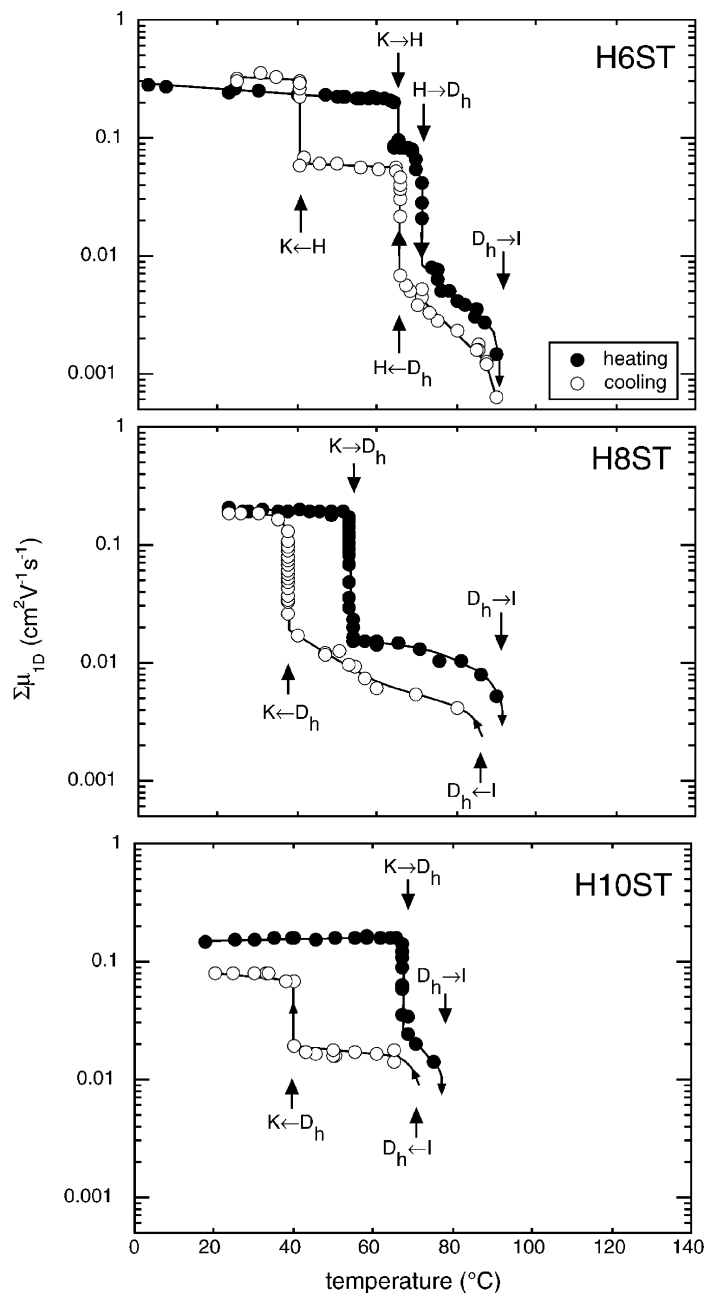 K→H
H6ST
H→Dh
1
0.1
Dh→I
K←H
0.01
H←Dh
0.001
heating
cooling
1
K→Dh
H8ST
0.1
Σμ1D (cm2V-1s-1)
Dh→I
0.01
K←Dh
0.001
Dh←I
1
K→Dh
H10ST
0.1
Dh→I
0.01
K←Dh
Dh←I
0.001
0 20 40 60 80 100 120 140
temperature (°C)